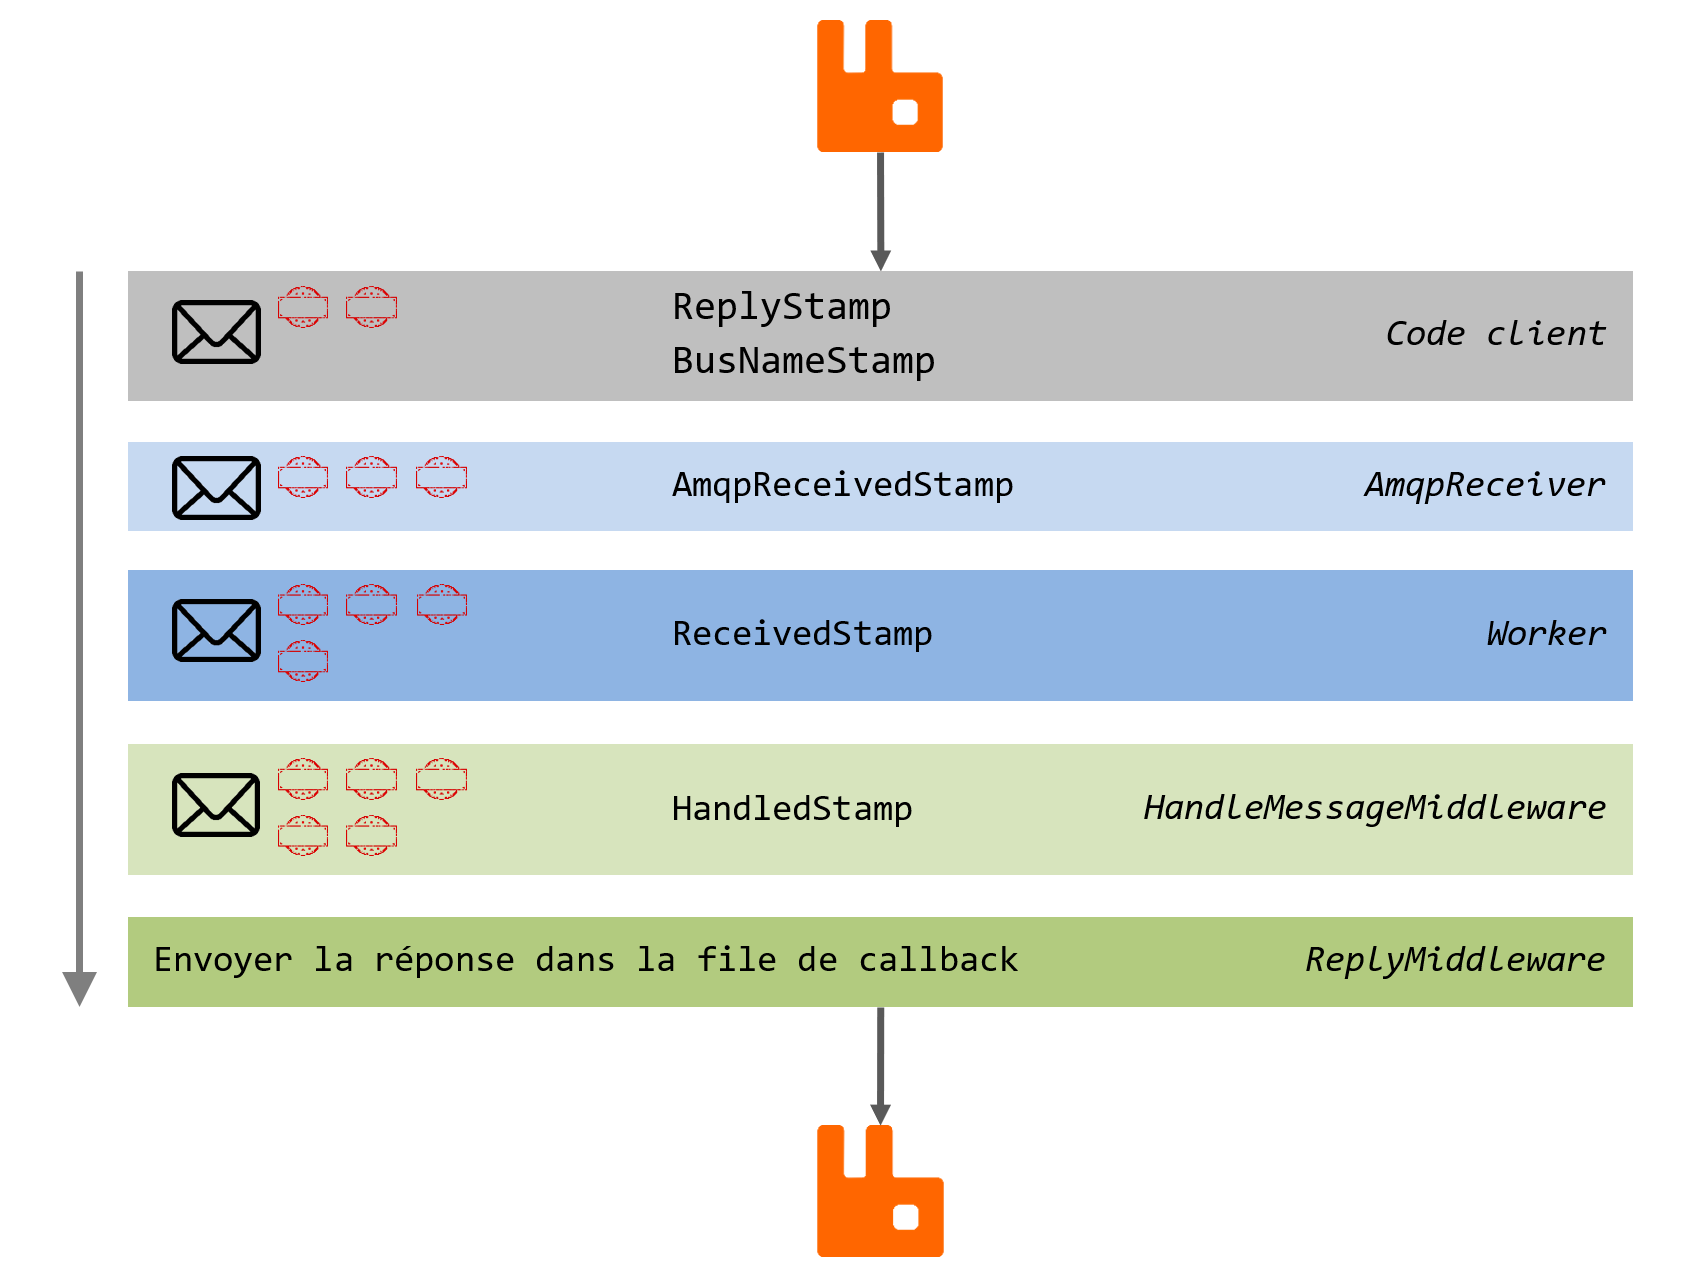 ReplyStamp
BusNameStamp
Code client
AmqpReceivedStamp
AmqpReceiver
ReceivedStamp
Worker
HandledStamp
HandleMessageMiddleware
Envoyer la réponse dans la file de callback
ReplyMiddleware